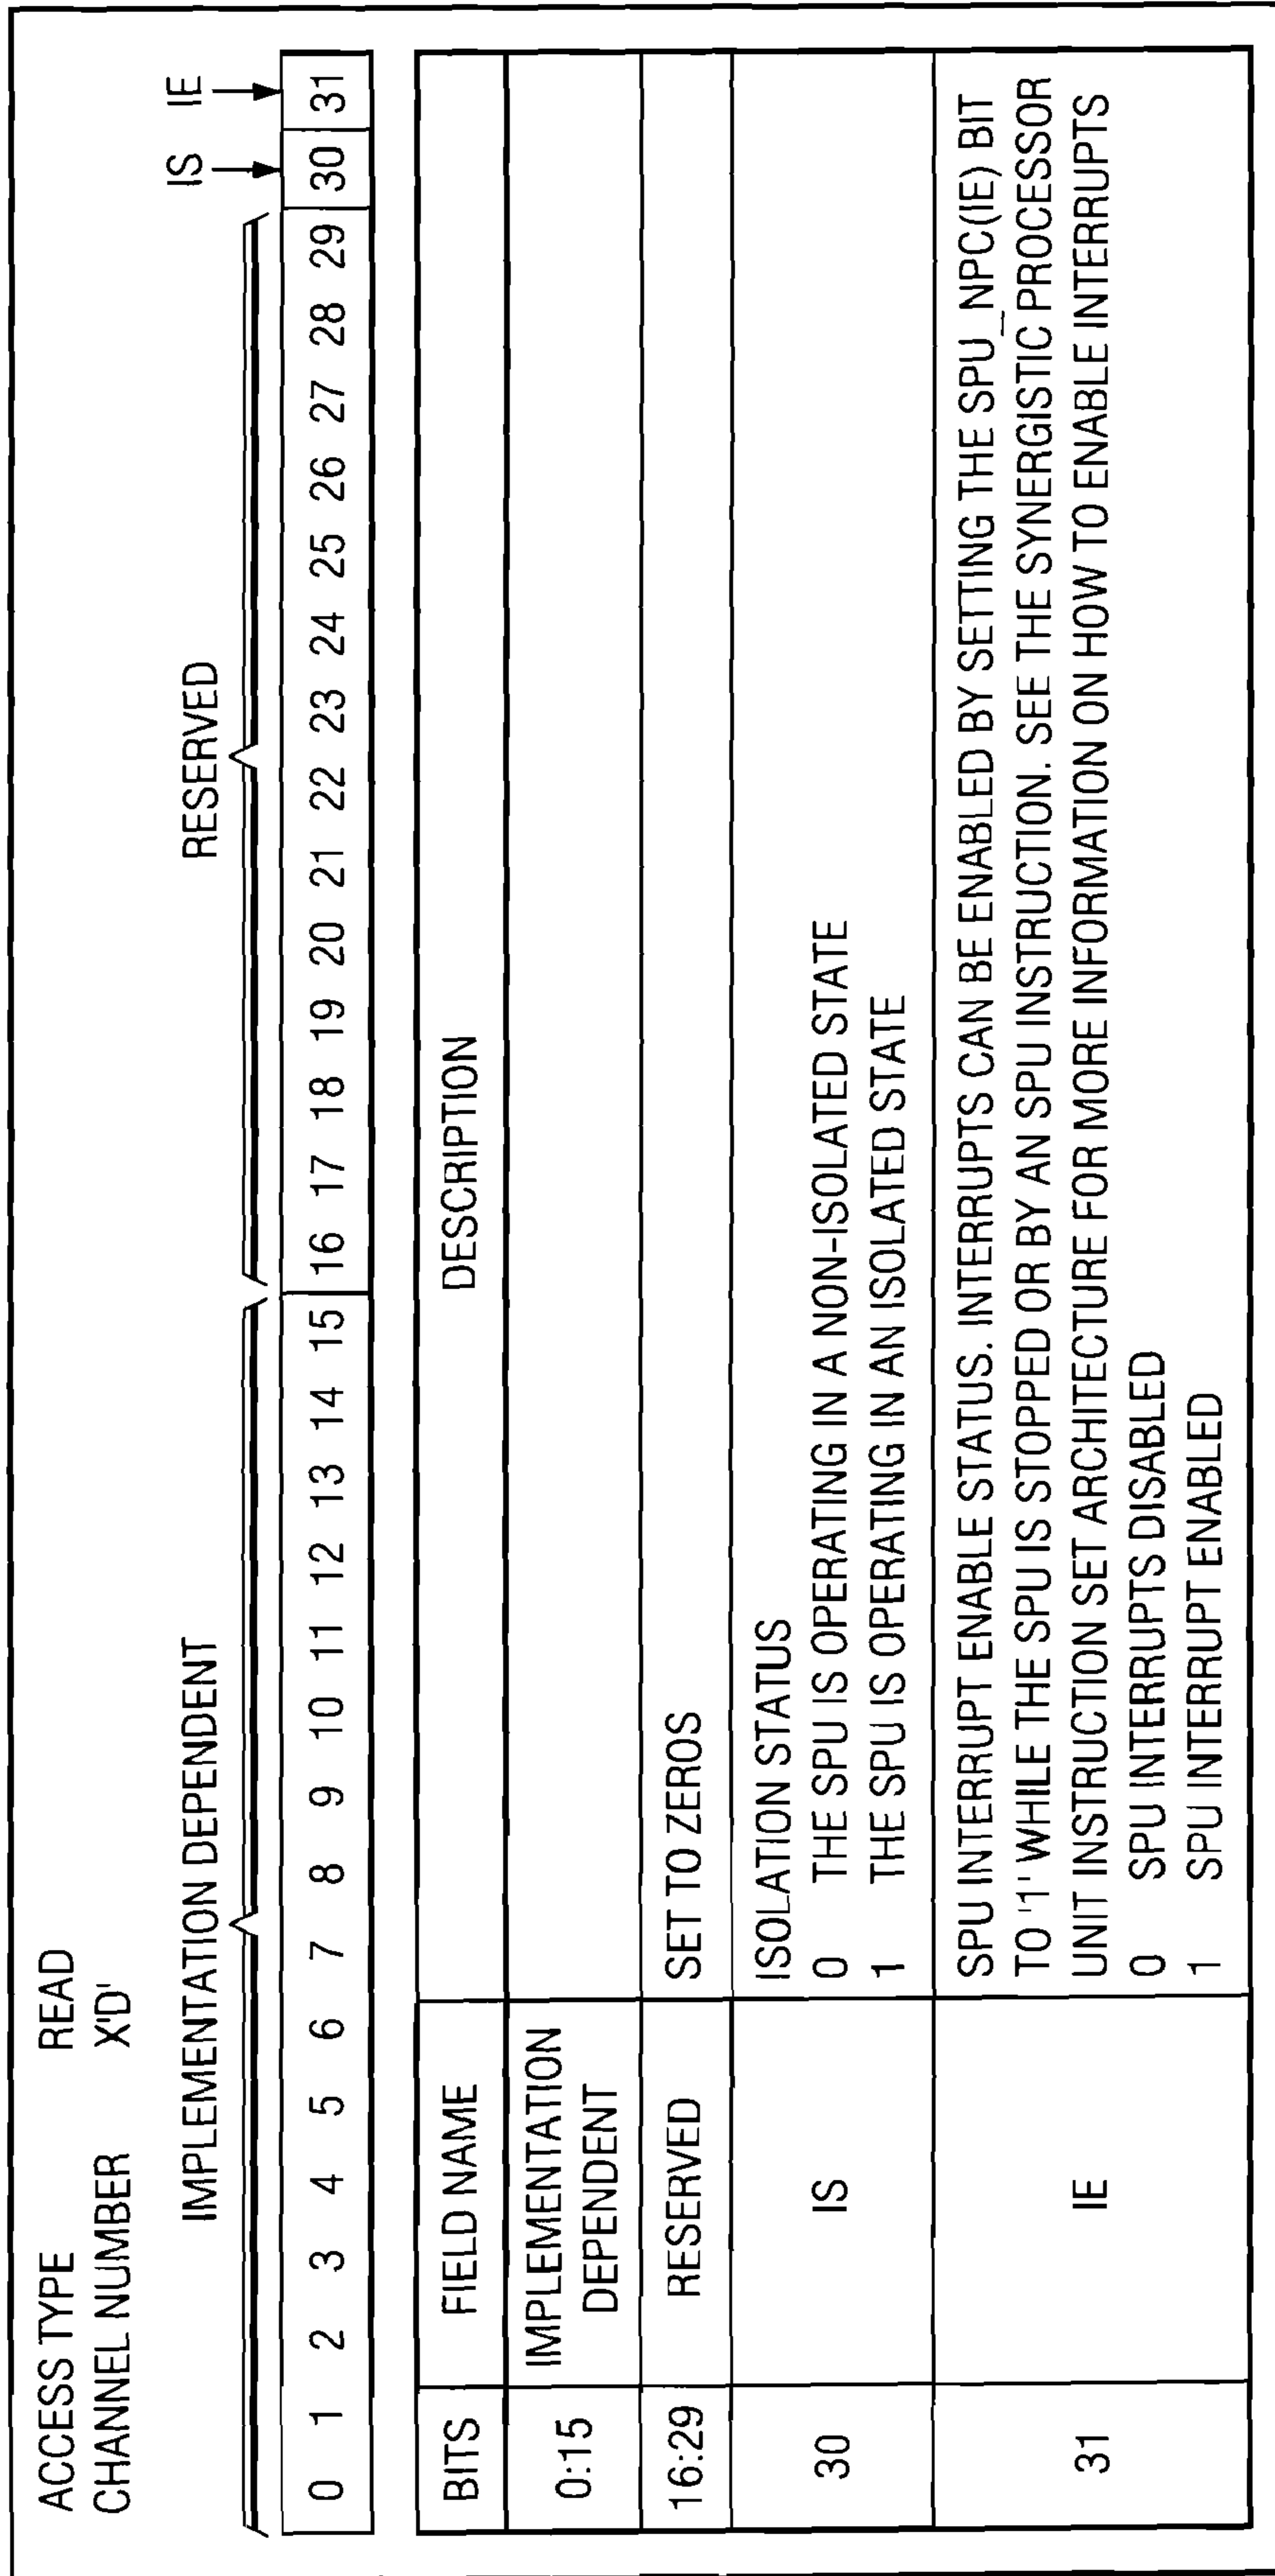 ACCESS TYPE READ
CHANNEL NUMBER X'D'
IS IE
IMPLEMENTATION DEPENDENT RESERVED
0 1 2 3 4 5 6 7 8 9 10 11 12 13 14 15 16 17 18 19 20 21 22 23 24 25 26 27 28 29 30 31
BITS FIELD NAME DESCRIPTION
0:15 IMPLEMENTATION
DEPENDENT
16:29 RESERVED SET TO ZEROS
30 IS ISOLATION STATUS
0 THE SPU IS OPERATING IN A NON-ISOLATED STATE
1 THE SPU IS OPERATING IN AN ISOLATED STATE
31 IE SPU INTERRUPT ENABLE STATUS. INTERRUPTS CAN BE ENABLED BY SETTING THE SPU_NPC(IE) BIT
TO '1' WHILE THE SPU IS STOPPED OR BY AN SPU INSTRUCTION. SEE THE SYNERGISTIC PROCESSOR
UNIT INSTRUCTION SET ARCHITECTURE FOR MORE INFORMATION ON HOW TO ENABLE INTERRUPTS
0 SPU INTERRUPTS DISABLED
1 SPU INTERRUPT ENABLED